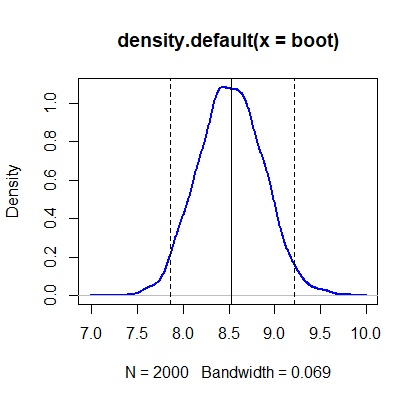 density.default(x = boot)
Density
0.0 0.2 0.4 0.6 0.8 1.0
7.0 7.5 8.0 8.5 9.0 9.5 10.0
N = 2000 Bandwidth = 0.069